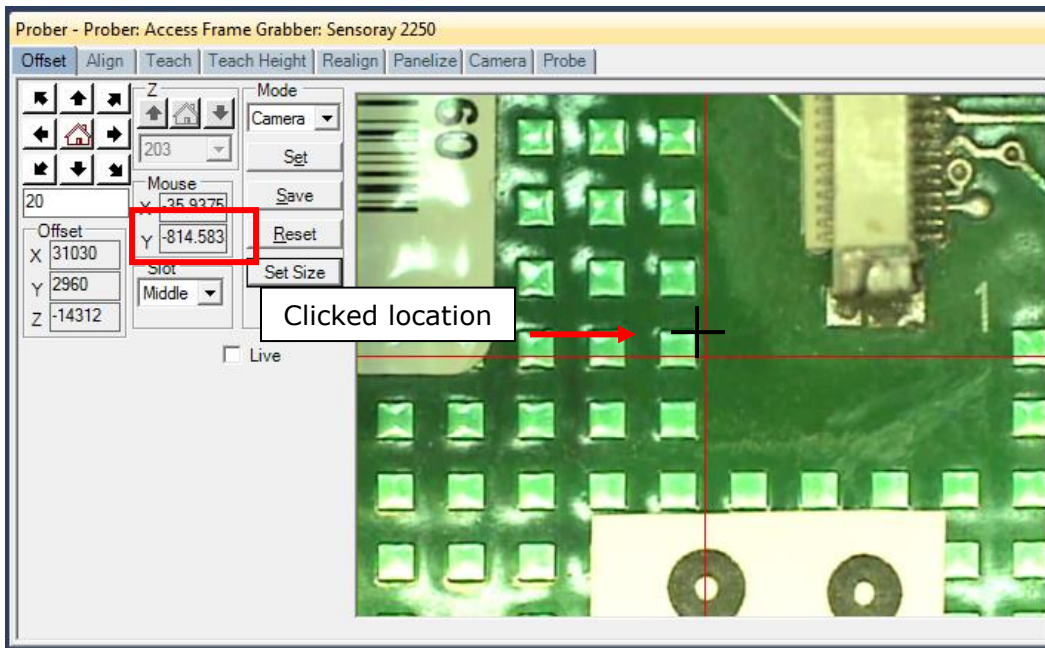 Prober - Prober: Access Frame Grabber: Sensoray 2250
Offset Align Teach Teach Height Realign Panelize Camera Probe
Z
203
20
Mouse
X -35.9375
Y -814.583
Offset
X 31030
Y 2960
Z -14312
Slot
Middle
Mode
Camera
Set
Save
Reset
Set Size
Live
Clicked location
60
1